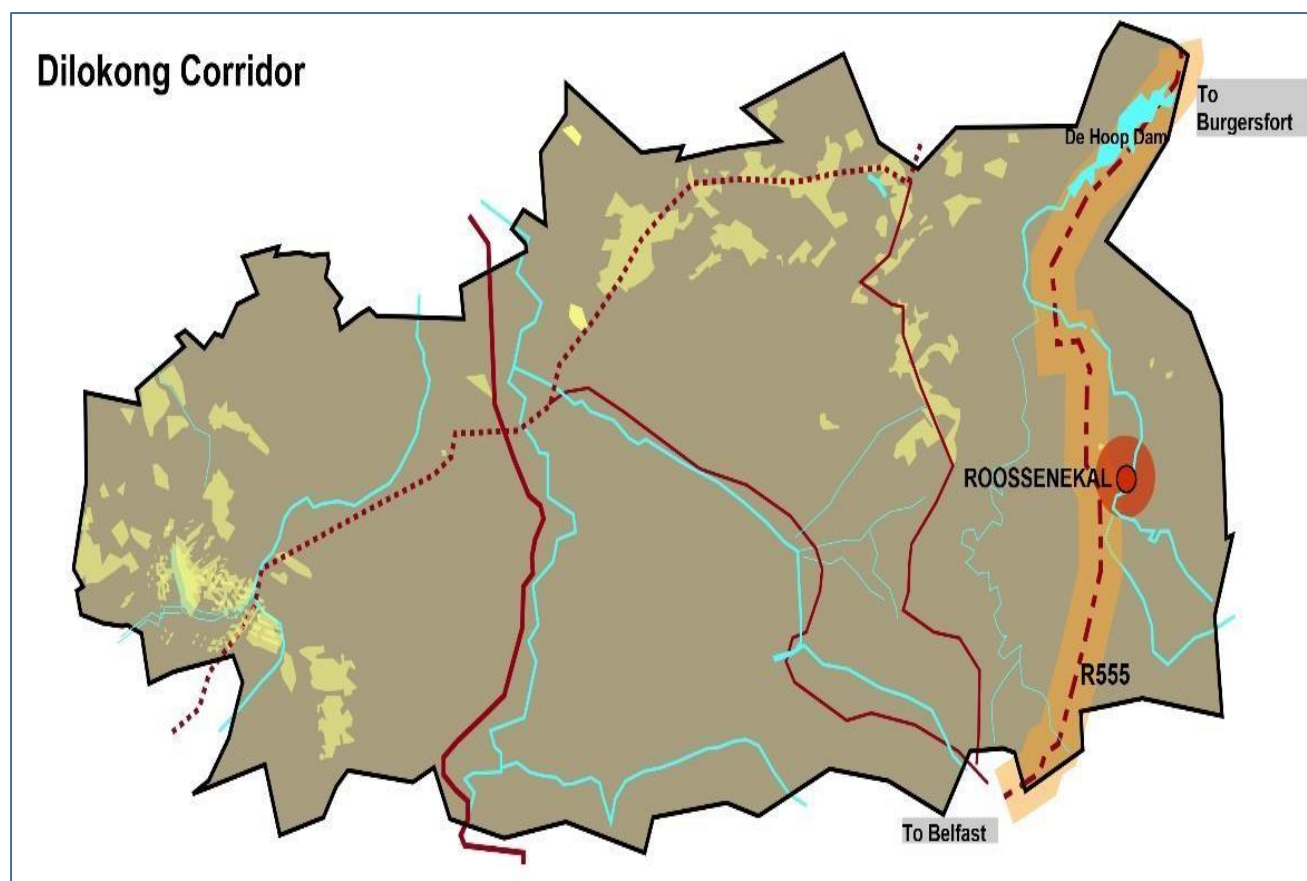 Dilokong Corridor
To
Burgersfort
De Hoop Dam
ROOSSENEKAL
R555
To Belfast